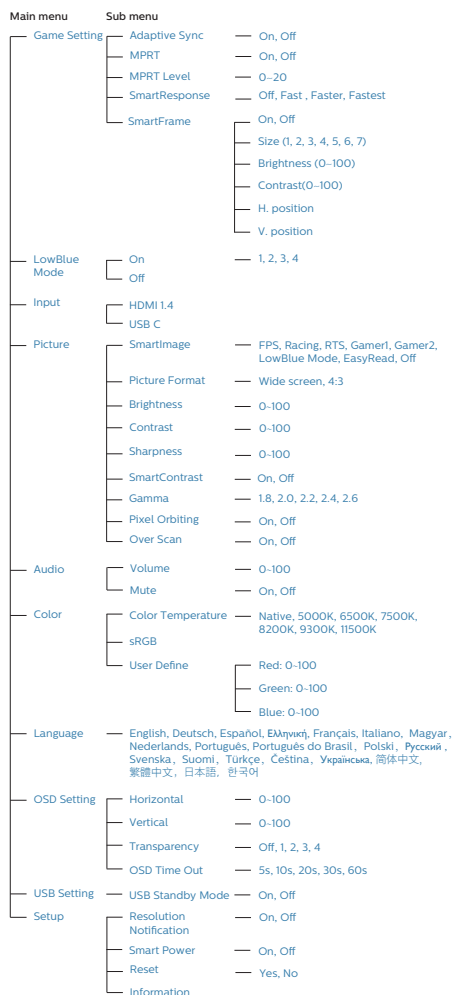 Main menu Sub menu
Game Setting Adaptive Sync On, Off
MPRT On, Off
MPRT Level 0–20
SmartResponse Off, Fast , Faster, Fastest
SmartFrame On, Off
Size (1, 2, 3, 4, 5, 6, 7)
Brightness (0–100)
Contrast(0–100)
H. position
V. position
LowBlue On 1, 2, 3, 4
Mode Off
Input HDMI 1.4
USB C
Picture SmartImage FPS, Racing, RTS, Gamer1, Gamer2,
LowBlue Mode, EasyRead, Off
Picture Format Wide screen, 4:3
Brightness 0~100
Contrast 0~100
Sharpness 0~100
SmartContrast On, Off
Gamma 1.8, 2.0, 2.2, 2.4, 2.6
Pixel Orbiting On, Off
Over Scan On, Off
Audio Volume 0~100
Mute On, Off
Color Color Temperature Native, 5000K, 6500K, 7500K,
8200K, 9300K, 11500K
sRGB
User Define Red: 0~100
Green: 0~100
Blue: 0~100
Language English, Deutsch, Español, Ελληνική, Français, Italiano, Magyar,
Nederlands, Português, Português do Brasil, Polski, Русский ,
Svenska, Suomi, Türkçe, Čeština, Українська, 简体中文,
繁體中文, 日本語, 한국어
OSD Setting Horizontal 0~100
Vertical 0~100
Transparency Off, 1, 2, 3, 4
OSD Time Out 5s, 10s, 20s, 30s, 60s
USB Setting USB Standby Mode On, Off
Setup Resolution On, Off
Notification
Smart Power On, Off
Reset Yes, No
Information